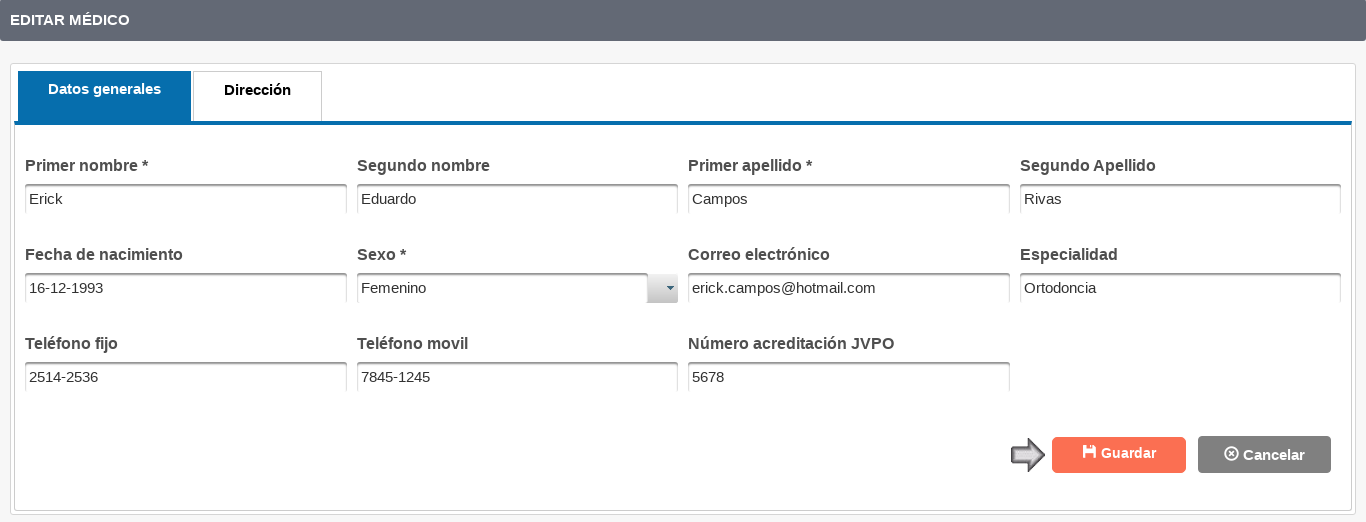 EDITAR MÉDICO
Datos generales Dirección
Primer nombre * Segundo nombre Primer apellido * Segundo Apellido
Erick Eduardo Campos Rivas
Fecha de nacimiento Sexo * Correo electrónico Especialidad
16-12-1993 Femenino erick.campos@hotmail.com Ortodoncia
Teléfono fijo Teléfono movil Número acreditación JVPO
2514-2536 7845-1245 5678
Guardar Cancelar